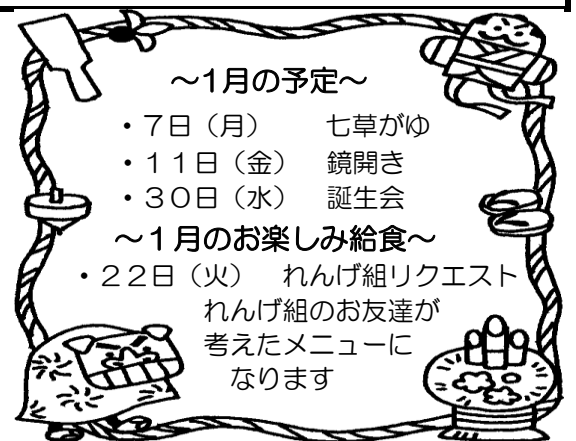 ～1月の予定～
・７日（月）　　七草がゆ
・１１日（金）　鏡開き
・３０日（水）　誕生会
～１月のお楽しみ給食～
・２２日（火）　れんげ組リクエスト
れんげ組のお友達が
考えたメニューに
なります